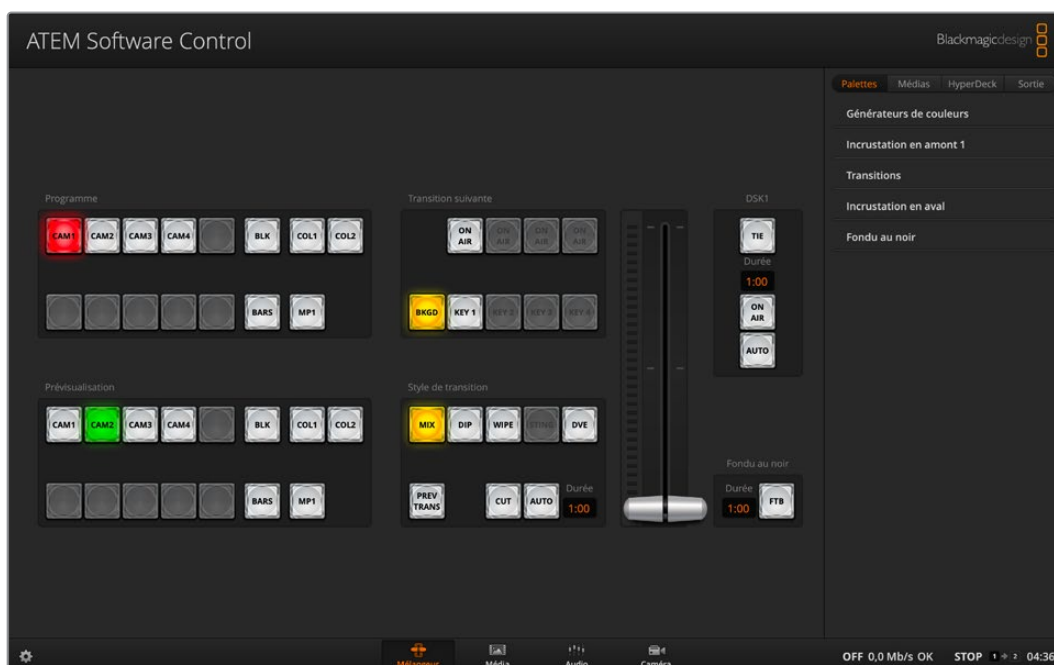 ATEM Software Control
Blackmagicdesign
Palettes Médias HyperDeck Sortie
Générateurs de couleurs
Incrustation en amont 1
Transitions
Incrustation en aval
Fondu au noir
Programme
CAM1 CAM2 CAM3 CAM4 BLK COL1 COL2
BARS MP1
Transition suivante
ON AIR ON AIR ON AIR ON AIR
BKGD KEY 1 KEY 2 KEY 3 KEY 4
DSK1
TIE
Durée
1:00
ON AIR
AUTO
Prévisualisation
CAM1 CAM2 CAM3 CAM4 BLK COL1 COL2
BARS MP1
Style de transition
MIX DIP WIPE STING DVE
PREV TRANS CUT AUTO Durée 1:00
Fondu au noir
Durée
1:00 FTB
Mélangeur Média Audio Caméra
OFF 0,0 Mb/s OK STOP 1 2 04:36